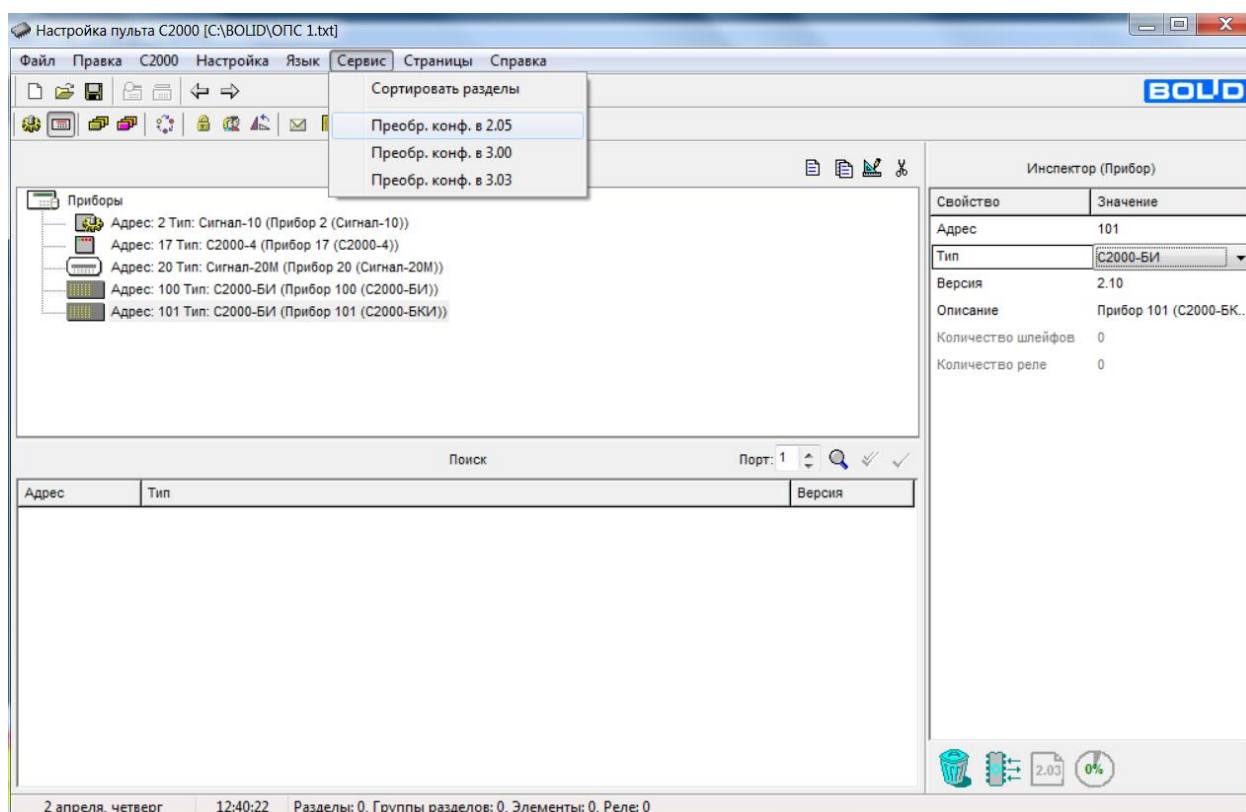 Настройка пульта С2000 [C:\BOLID\ОПС 1.txt]
Файл Правка С2000 Настройка Язык Сервис Страницы Справка
Сортировать разделы
Преобр. конф. в 2.05
Преобр. конф. в 3.00
Преобр. конф. в 3.03
BOLID
Приборы
Адрес: 2 Тип: Сигнал-10 (Прибор 2 (Сигнал-10))
Адрес: 17 Тип: С2000-4 (Прибор 17 (С2000-4))
Адрес: 20 Тип: Сигнал-20М (Прибор 20 (Сигнал-20М))
Адрес: 100 Тип: С2000-БИ (Прибор 100 (С2000-БИ))
Адрес: 101 Тип: С2000-БИ (Прибор 101 (С2000-БКИ))
Инспектор (Прибор)
Свойство Значение
Адрес 101
Тип С2000-БИ
Версия 2.10
Описание Прибор 101 (С2000-БК..
Количество шлейфов 0
Количество реле 0
Поиск Порт: 1
Адрес Тип Версия
2.03 0%
2 апреля, четверг 12:40:22 Разделы: 0, Группы разделов: 0, Элементы: 0, Реле: 0